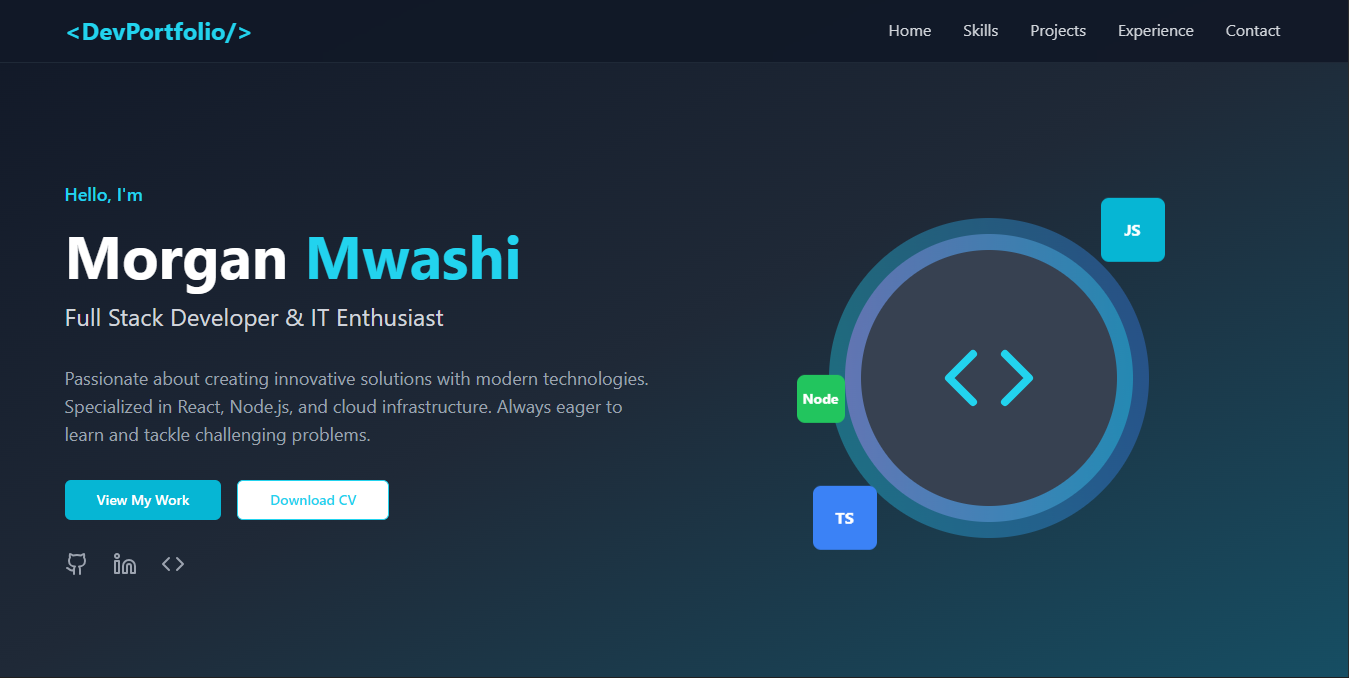 <DevPortfolio/>
Home Skills Projects Experience Contact
Hello, I'm
Morgan Mwashi
Full Stack Developer & IT Enthusiast
Passionate about creating innovative solutions with modern technologies.
Specialized in React, Node.js, and cloud infrastructure. Always eager to
learn and tackle challenging problems.
View My Work
Download CV
JS
Node
TS